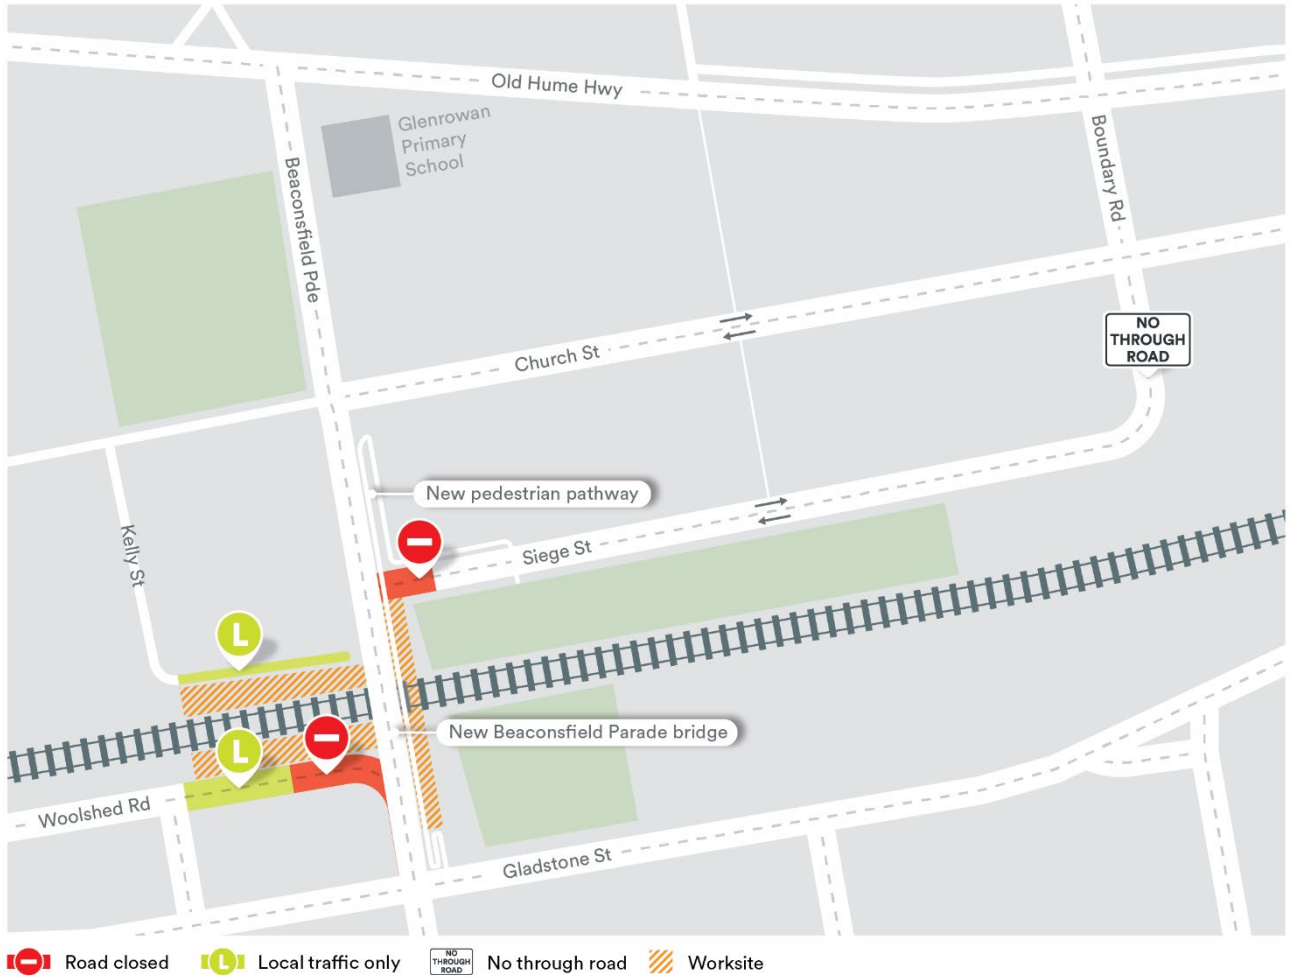 Old Hume Hwy
Glenrowan
Primary
School
Beaconsfield Pde
Boundary Rd
NO
THROUGH
ROAD
Church St
New pedestrian pathway
Kelly St
Siege St
L
New Beaconsfield Parade bridge
L
Woolshed Rd
Gladstone St
Road closed
L
Local traffic only
NO
THROUGH
ROAD
No through road
Worksite